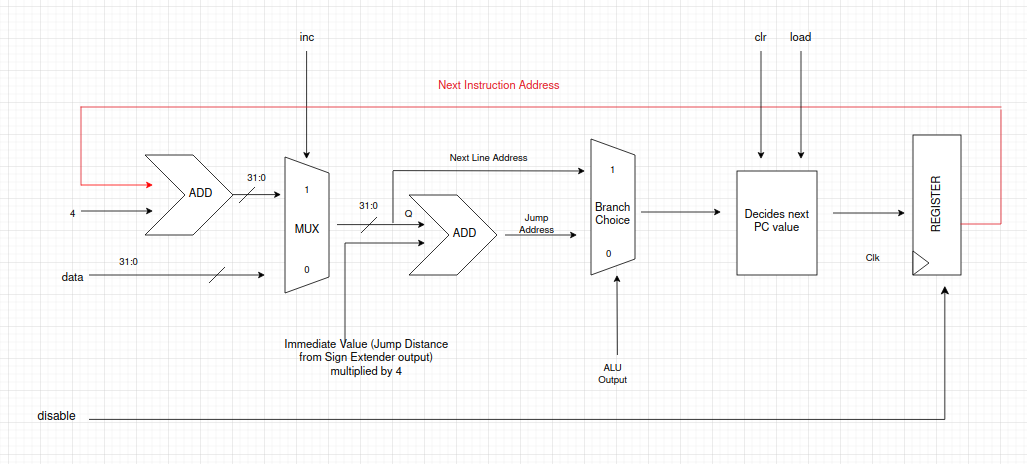 inc
clr
load
Next Instruction Address
Next Line Address
31:0
ADD
1
4
MUX
0
31:0
data
31:0
Q
ADD
Jump
Address
1
Branch
Choice
0
Decides next
PC value
REGISTER
Clk
Immediate Value (Jump Distance
from Sign Extender output)
multiplied by 4
ALU
Output
disable